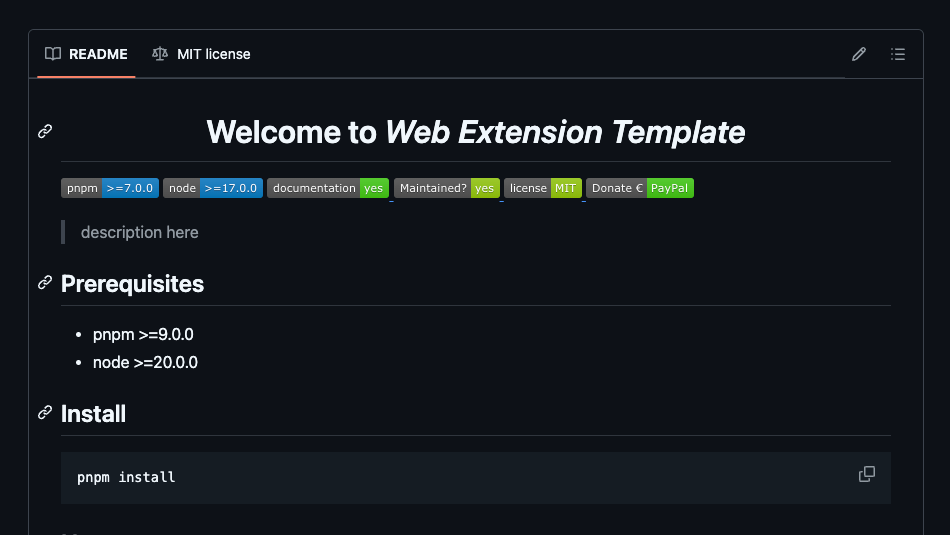 README MIT license
Welcome to Web Extension Template
pnpm >=7.0.0 node >=17.0.0 documentation yes Maintained? yes license MIT Donate € PayPal
description here
Prerequisites
• pnpm >=9.0.0
• node >=20.0.0
Install
pnpm install